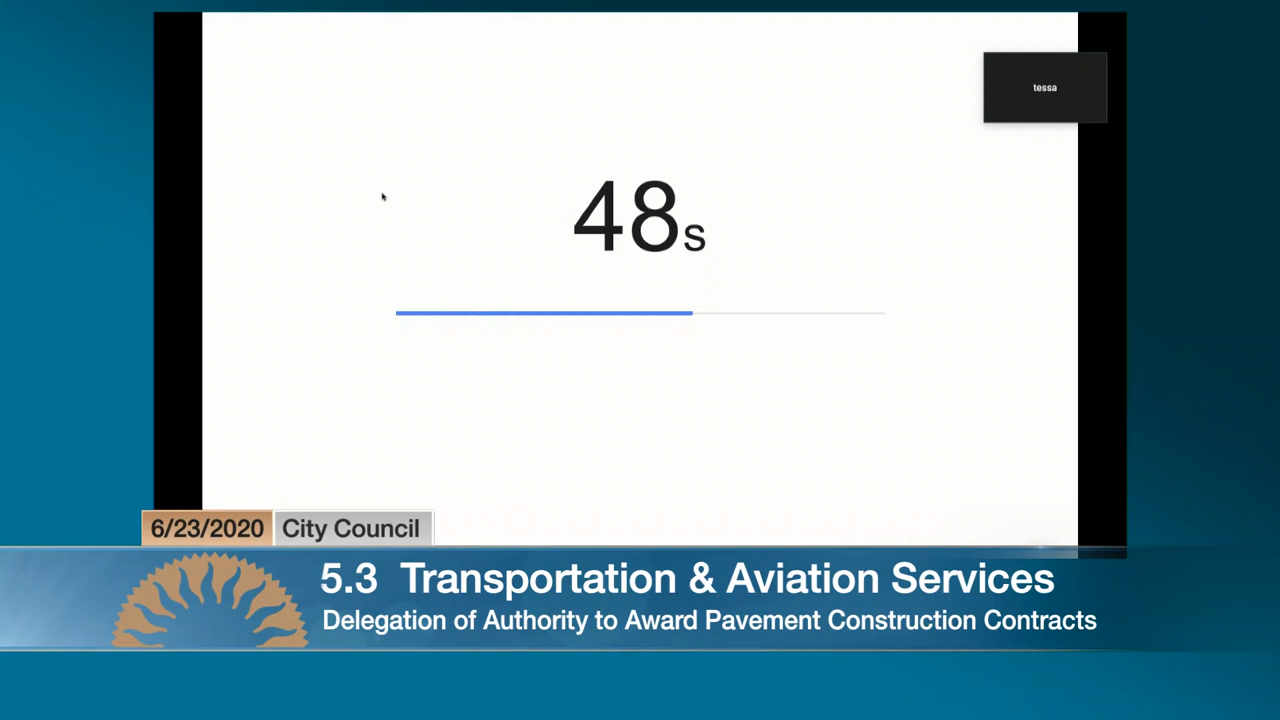 tessa
48s
6/23/2020 City Council
5.3 Transportation & Aviation Services
Delegation of Authority to Award Pavement Construction Contracts